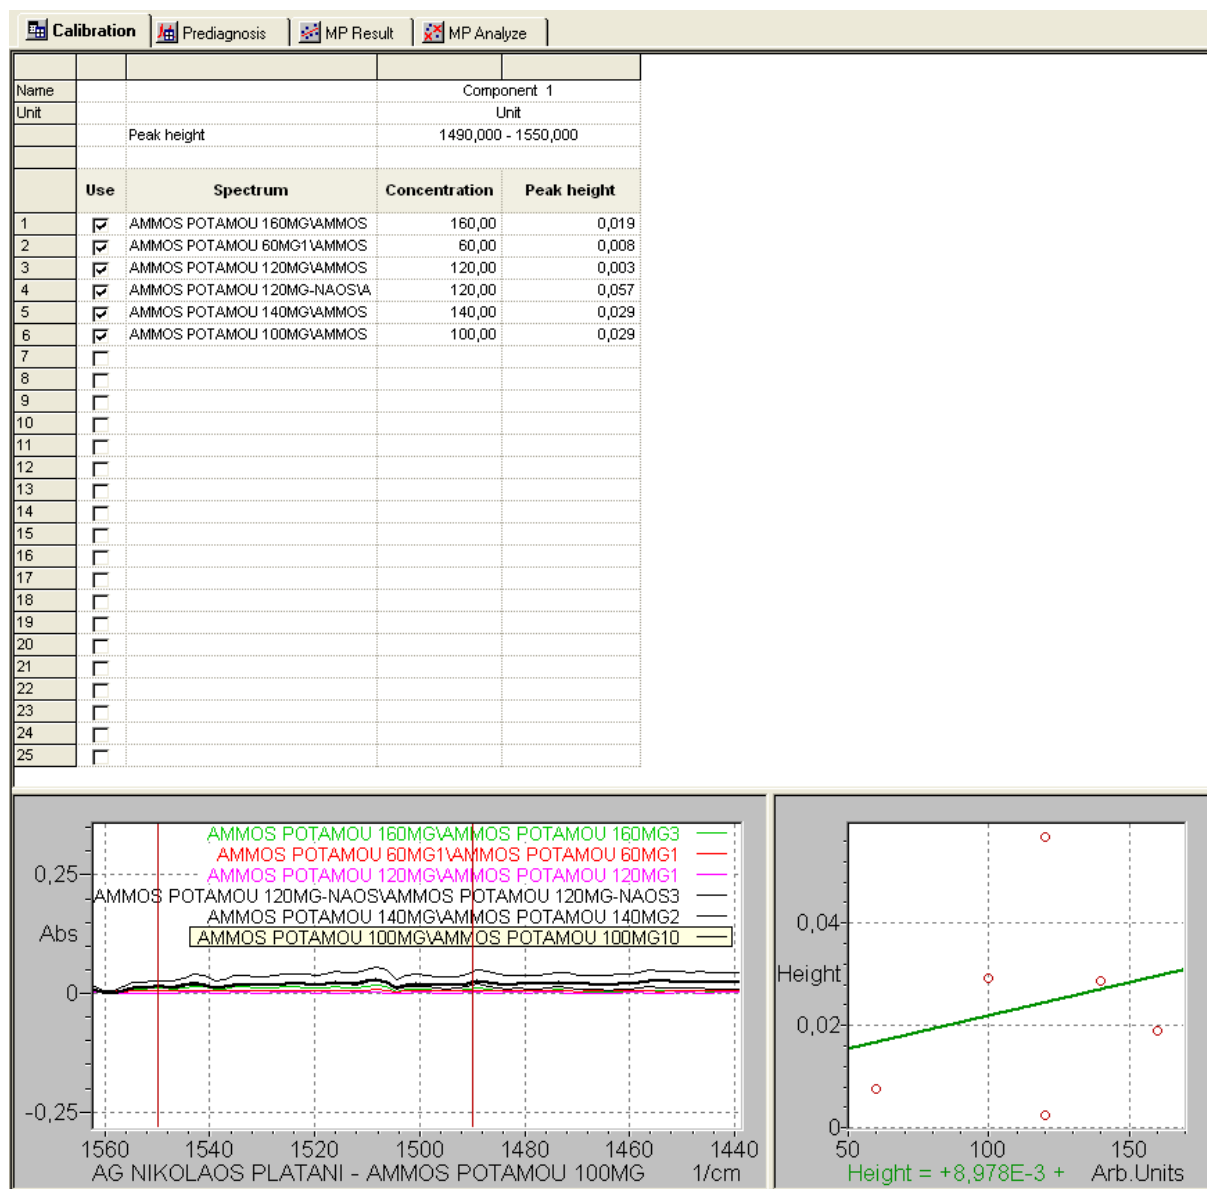 Calibration Prediagnosis MP Result MP Analyze
Name Component 1
Unit Unit
Peak height 1490,000 - 1550,000
Use Spectrum Concentration Peak height
1 AMMOS POTAMOU 160MG\AMMOS 160,00 0,019
2 AMMOS POTAMOU 60MG1\AMMOS 60,00 0,008
3 AMMOS POTAMOU 120MG\AMMOS 120,00 0,003
4 AMMOS POTAMOU 120MG-NAOS\A 120,00 0,057
5 AMMOS POTAMOU 140MG\AMMOS 140,00 0,029
6 AMMOS POTAMOU 100MG\AMMOS 100,00 0,029
7
8
9
10
11
12
13
14
15
16
17
18
19
20
21
22
23
24
25
AMMOS POTAMOU 160MG\AMMOS POTAMOU 160MG3
AMMOS POTAMOU 60MG1\AMMOS POTAMOU 60MG1
0,25
AMMOS POTAMOU 120MG\AMMOS POTAMOU 120MG1
AMMOS POTAMOU 120MG-NAOS\AMMOS POTAMOU 120MG-NAOS3
AMMOS POTAMOU 140MG\AMMOS POTAMOU 140MG2
Abs
AMMOS POTAMOU 100MG\AMMOS POTAMOU 100MG10
0
-0,25
1560 1540 1520 1500 1480 1460 1440
AG NIKOLAOS PLATANI - AMMOS POTAMOU 100MG 1/cm
0,04
Height
0,02
0
50 100 150
Height = +8,978E-3 + Arb.Units